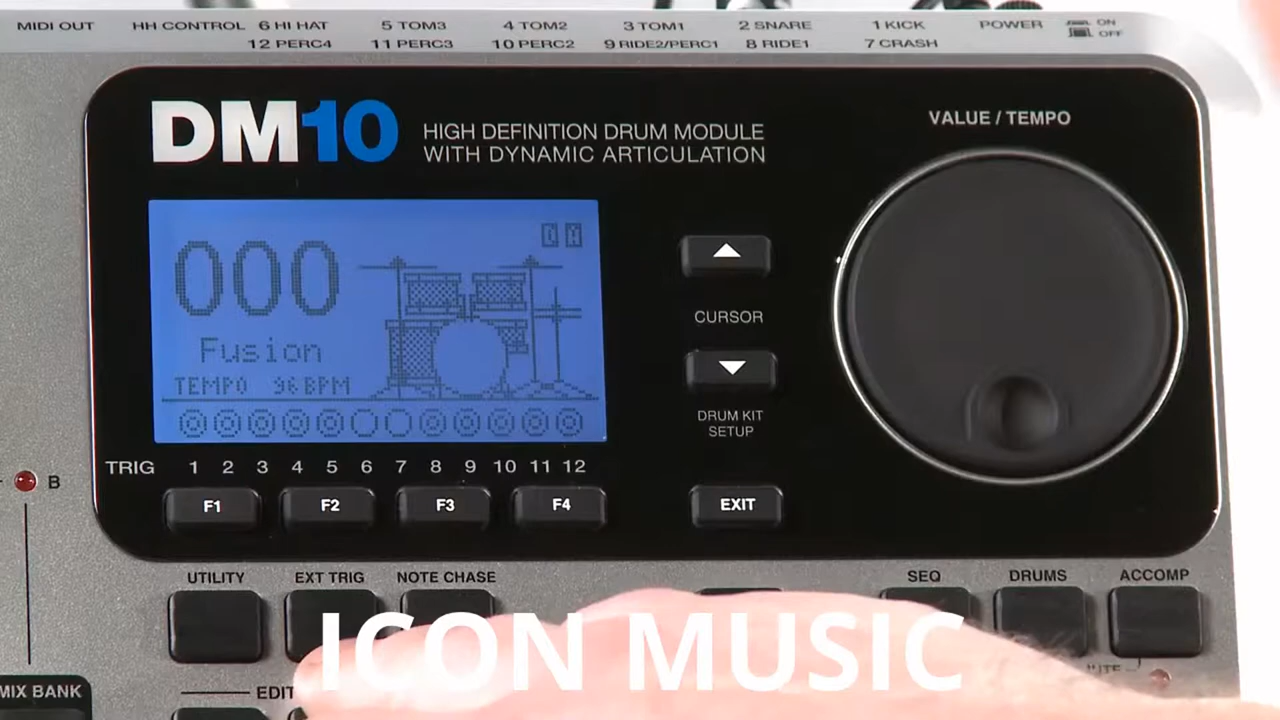 MIDI OUT HH CONTROL 6 HI HAT 5 TOM3 4 TOM2 3 TOM1 2 SNARE 1 KICK POWER ON
12 PERC4 11 PERC3 10 PERC2 9 RIDE2/PERC1 8 RIDE1 7 CRASH OFF
DM10
HIGH DEFINITION DRUM MODULE
WITH DYNAMIC ARTICULATION
VALUE / TEMPO
000
Fusion
TEMPO 96 BPM
CURSOR
DRUM KIT
SETUP
TRIG 1 2 3 4 5 6 7 8 9 10 11 12
B
F1 F2 F3 F4 EXIT
UTILITY EXT TRIG NOTE CHASE SEQ DRUMS ACCOMP
ICON MUSIC
MIX BANK
EDIT